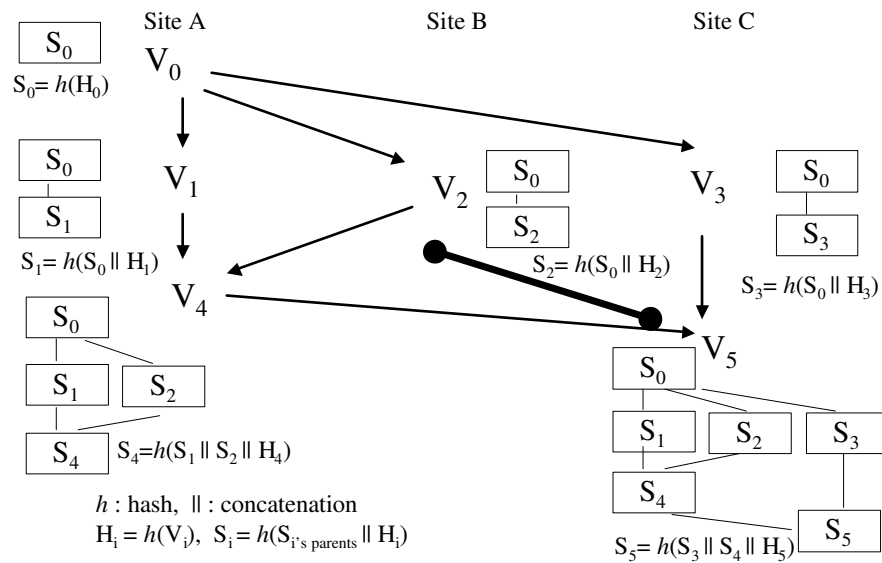 Site A Site B Site C
S0
V0
S0= h(H0)
S0
S1
V1
V2
S0
S2
V3
S0
S3
S1= h(S0 || H1)
S2= h(S0 || H2)
S3= h(S0 || H3)
V4
V5
S0
S1
S2
S4
S4=h(S1 || S2 || H4)
S0
S1
S2
S3
S4
S5
S5= h(S3 || S4 || H5)
h : hash, || : concatenation
Hi = h(Vi), Si = h(Si's parents || Hi)